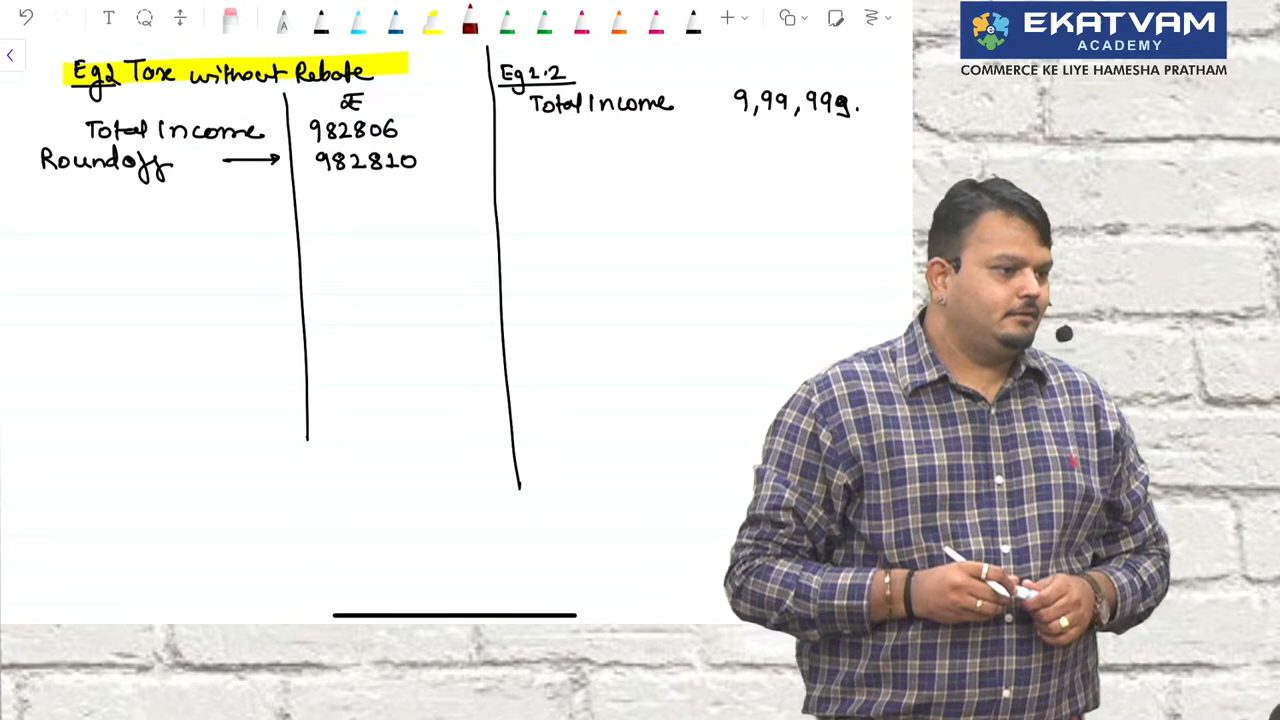 EKATVAM
ACADEMY
COMMERCE KE LIYE HAMESHA PRATHAM
T
Eg1 Tax without Rebate
₹
Total Income 982806
Roundoff → 982810
Eg 1.2
Total Income 9,99,999.